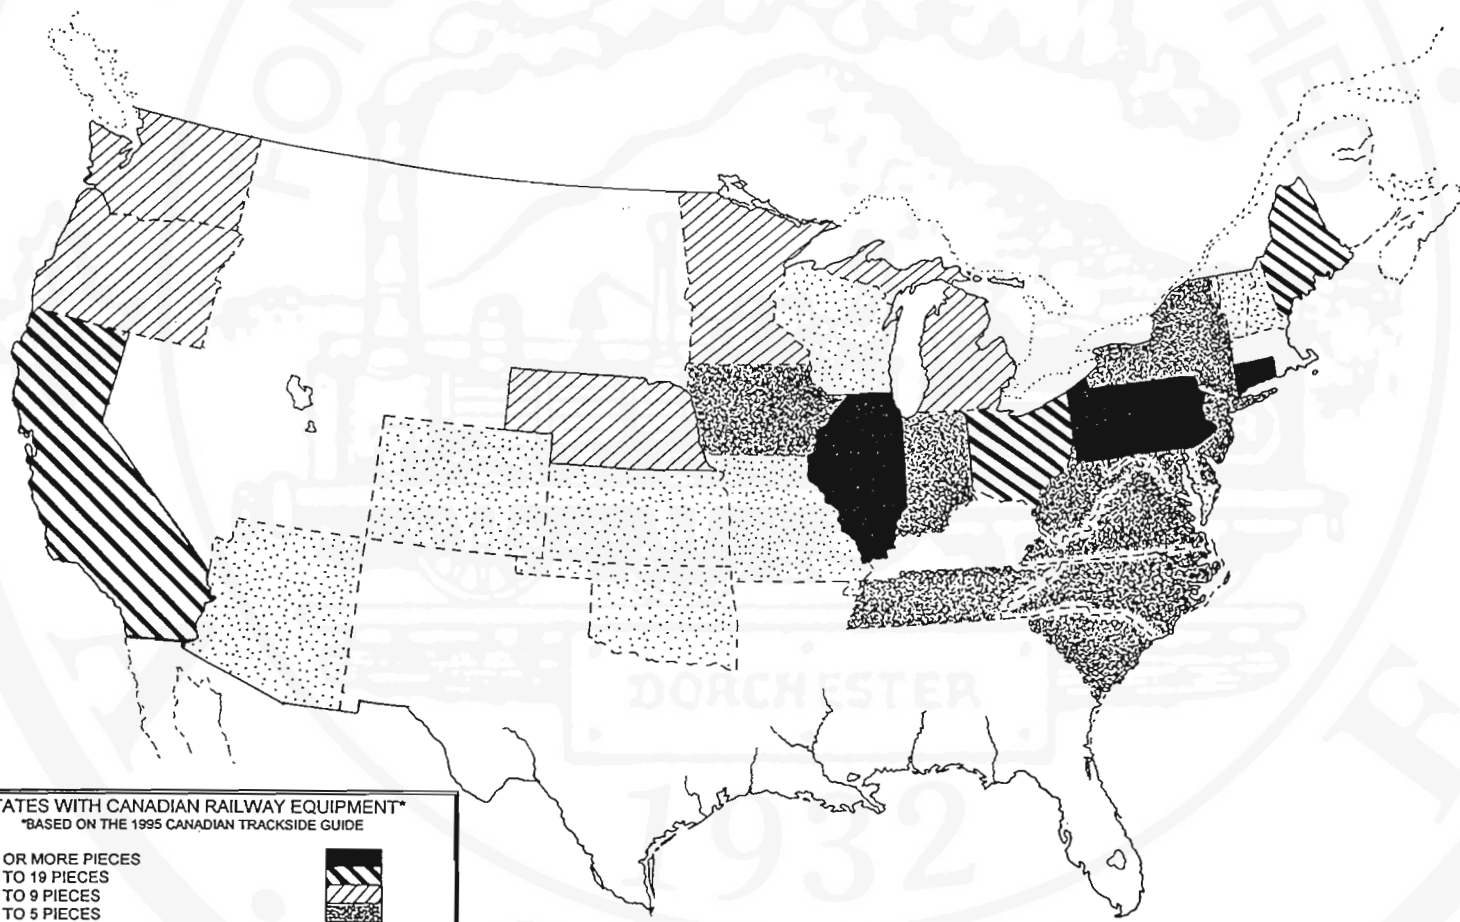 DORCHESTER
1932
TATES WITH CANADIAN RAILWAY EQUIPMENT*
*BASED ON THE 1995 CANADIAN TRACKSIDE GUIDE
OR MORE PIECES
TO 19 PIECES
TO 9 PIECES
TO 5 PIECES